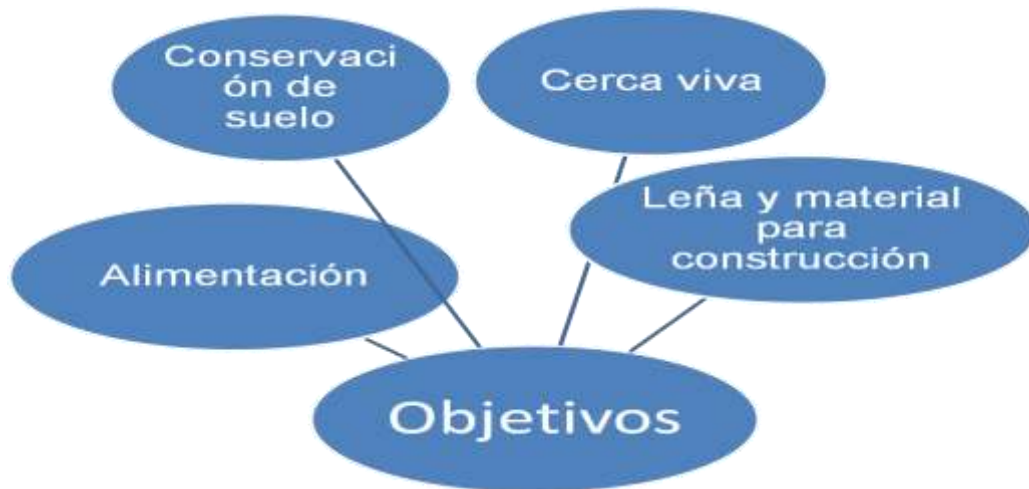 Conservaci
ón de
suelo
Cerca viva
Leña y material
para
construcción
Alimentación
Objetivos